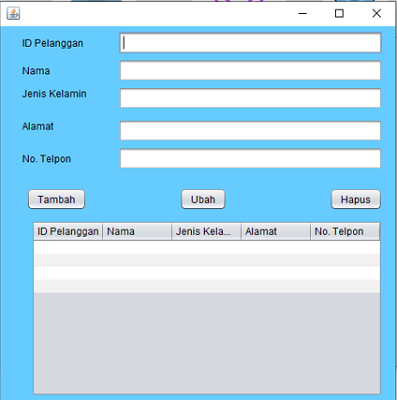 ID Pelanggan
Nama
Jenis Kelamin
Alamat
No. Telpon
Tambah Ubah Hapus
ID Pelanggan Nama Jenis Kela... Alamat No. Telpon